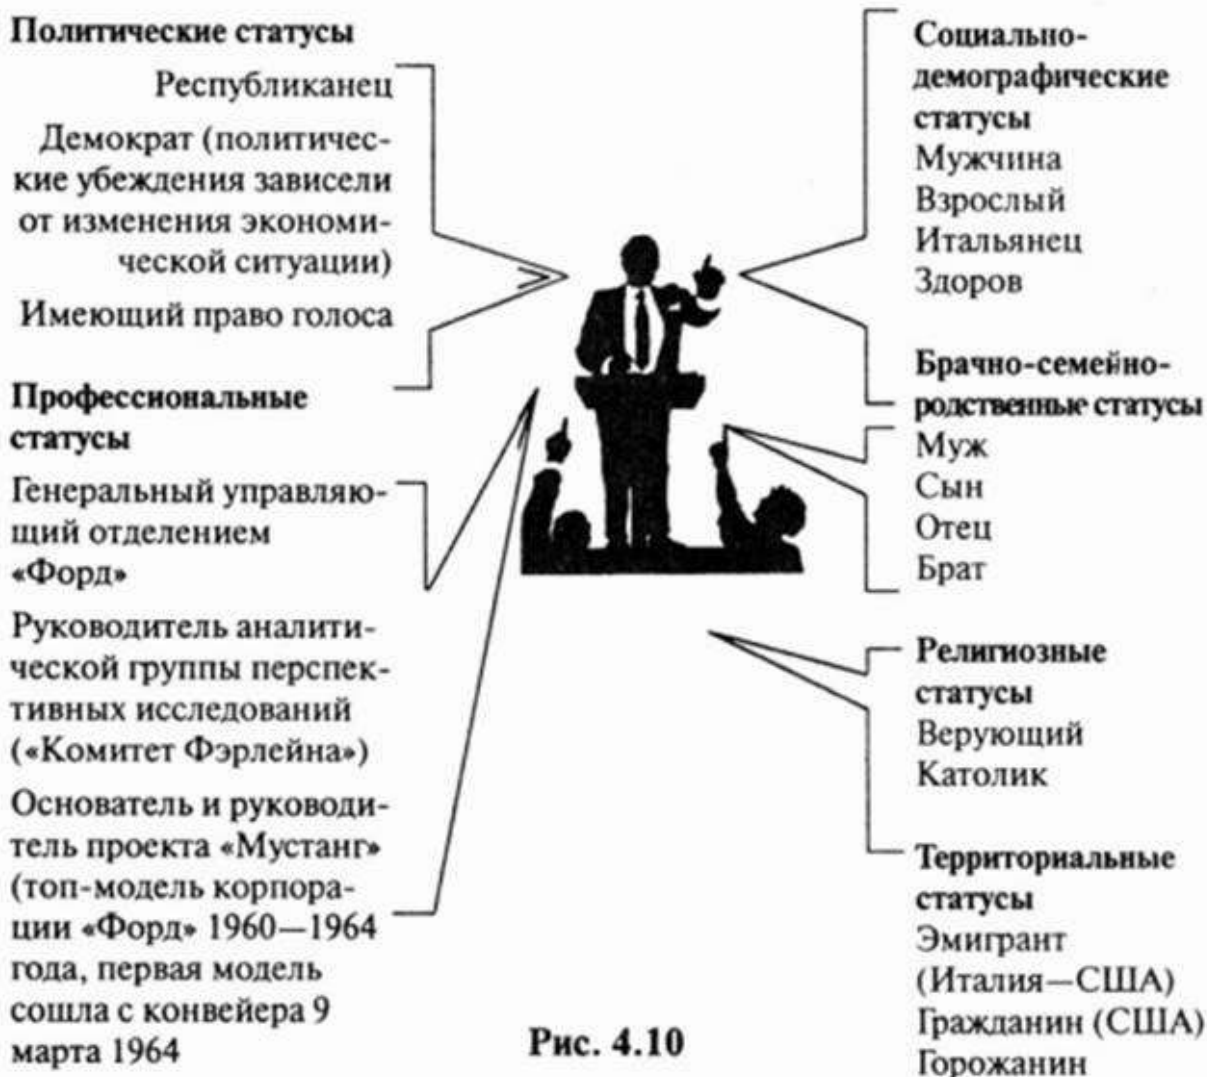 Политические статусы
Республиканец
Демократ (политичес-
кие убеждения зависели
от изменения экономи-
ческой ситуации)
Имеющий право голоса
Профессиональные
статусы
Генеральный управляю-
щий отделением
«Форд»
Руководитель аналити-
ческой группы перспек-
тивных исследований
(«Комитет Фэрлейна»)
Основатель и руководи-
тель проекта «Мустанг»
(топ-модель корпора-
ции «Форд» 1960—1964
года, первая модель
сошла с конвейера 9
марта 1964
Социально-
демографические
статусы
Мужчина
Взрослый
Итальянец
Здоров
Брачно-семейно-
родственные статусы
Муж
Сын
Отец
Брат
Религиозные
статусы
Верующий
Католик
Территориальные
статусы
Эмигрант
(Италия—США)
Гражданин (США)
Горожанин
Рис. 4.10